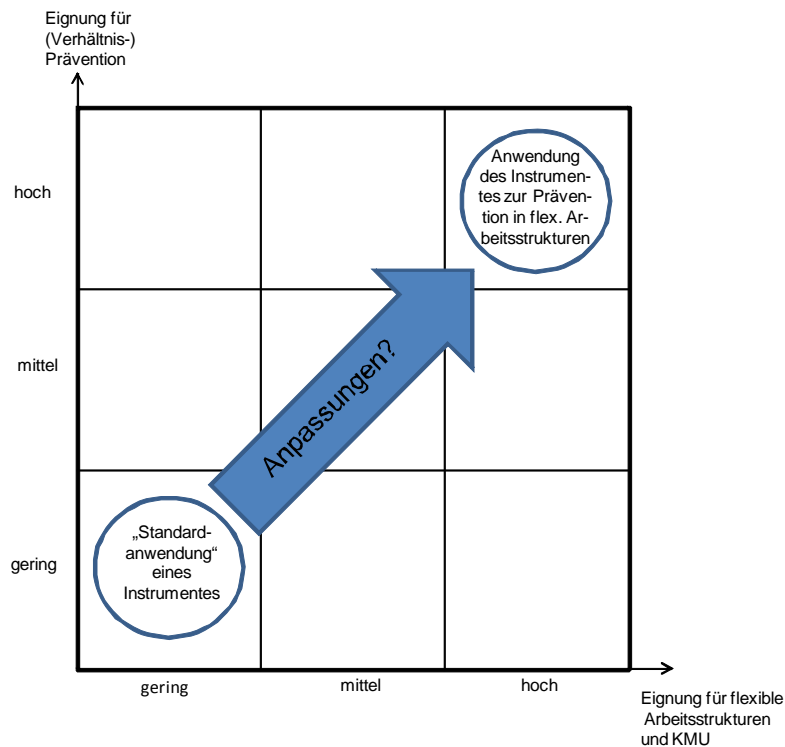 Eignung für
(Verhältnis-)
Prävention
hoch
Anwendung
des Instrumen-
tes zur Präven-
tion in flex. Ar-
beitsstrukturen
mittel
Anpassungen?
gering
„Standard-
anwendung“
eines
Instrumentes
gering
mittel
hoch
Eignung für flexible
Arbeitsstrukturen
und KMU